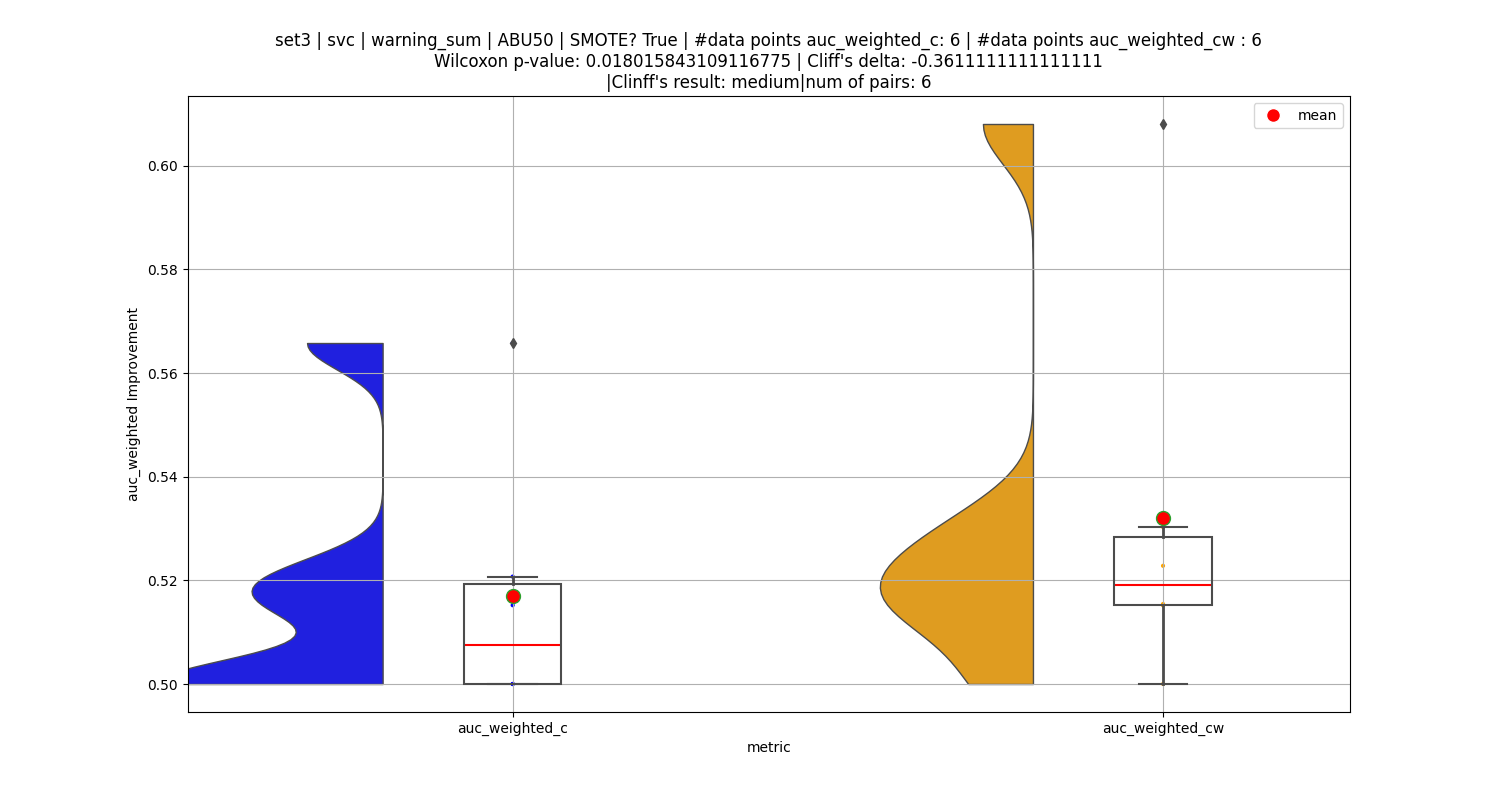 set3 | svc | warning_sum | ABU50 | SMOTE? True | #data points auc_weighted_c: 6 | #data points auc_weighted_cw : 6
Wilcoxon p-value: 0.018015843109116775 | Cliff's delta: -0.3611111111111111
|Clinff's result: medium|num of pairs: 6
mean
0.60
0.58
0.56
0.54
0.52
0.50
auc_weighted Improvement
auc_weighted_c
auc_weighted_cw
metric